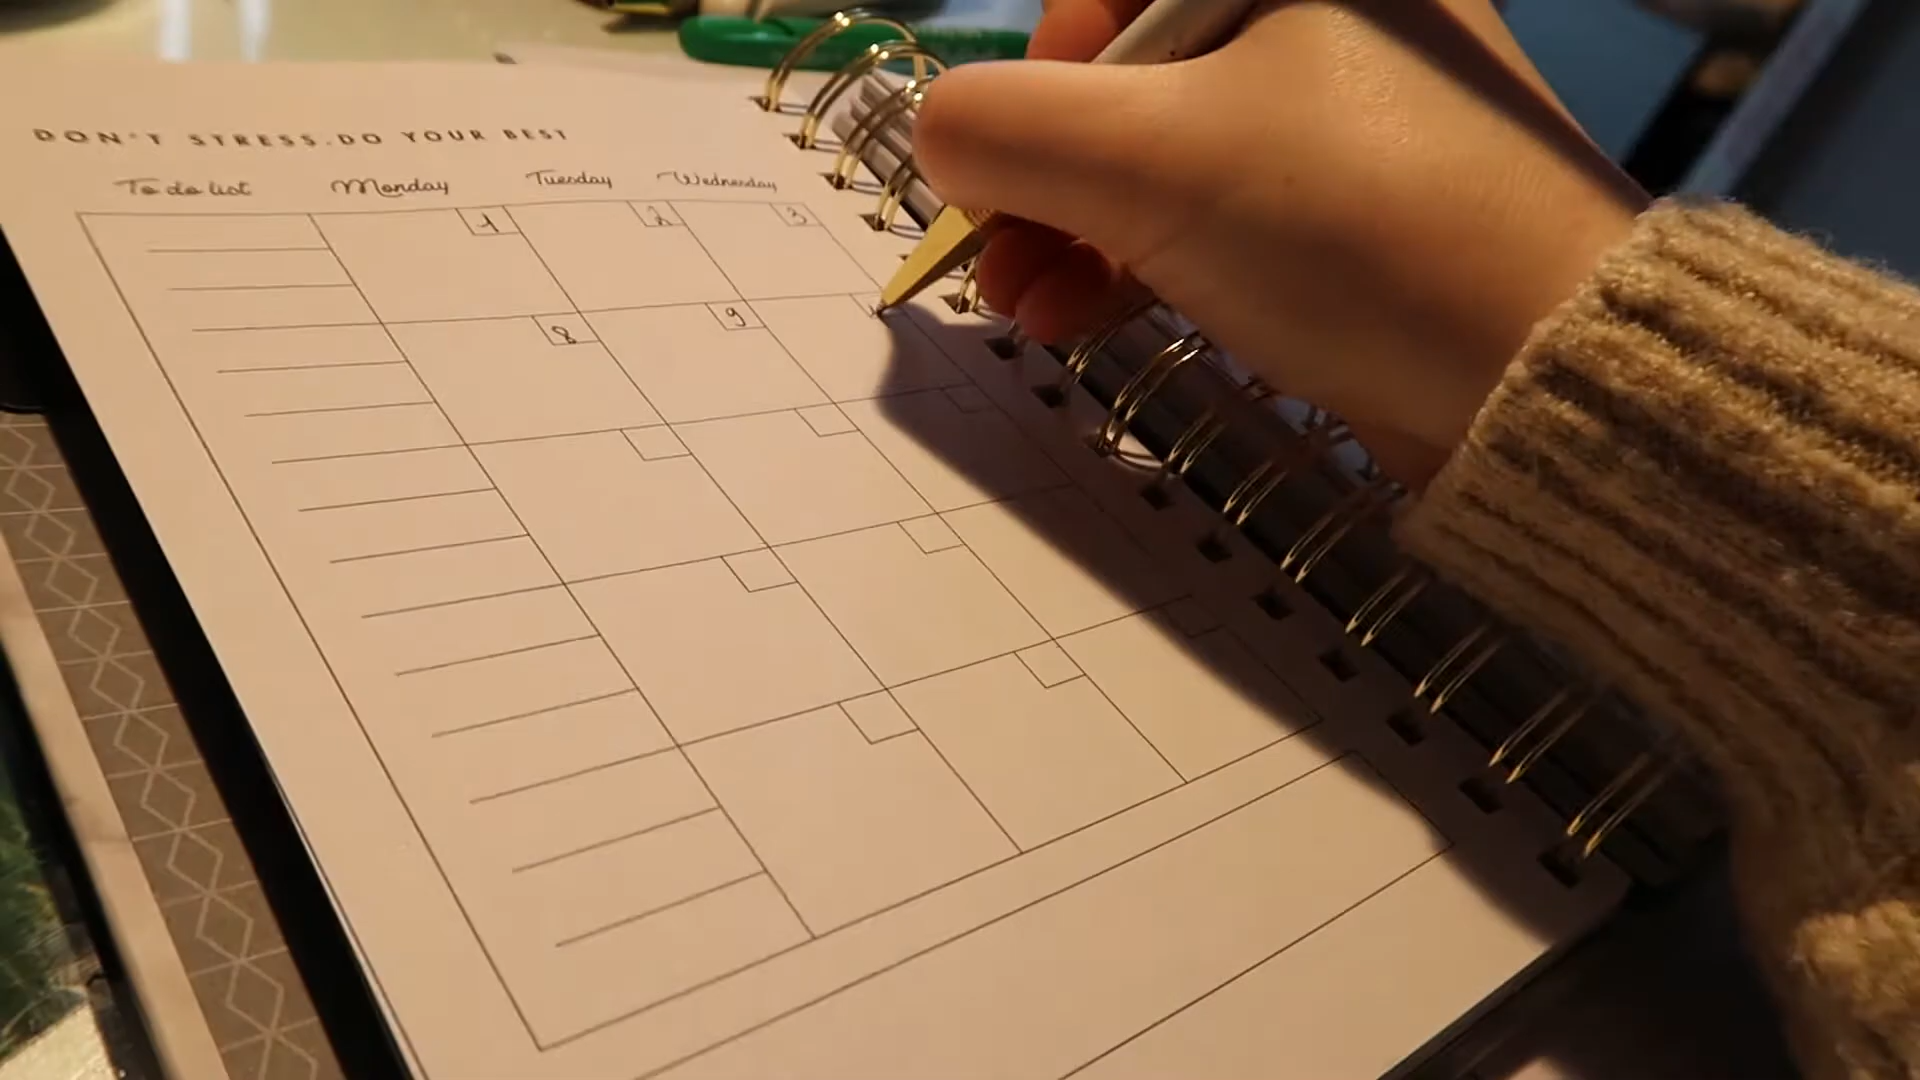 DON'T STRESS.DO YOUR BEST
To do list Monday Tuesday Wednesday
1 2 3
8 9